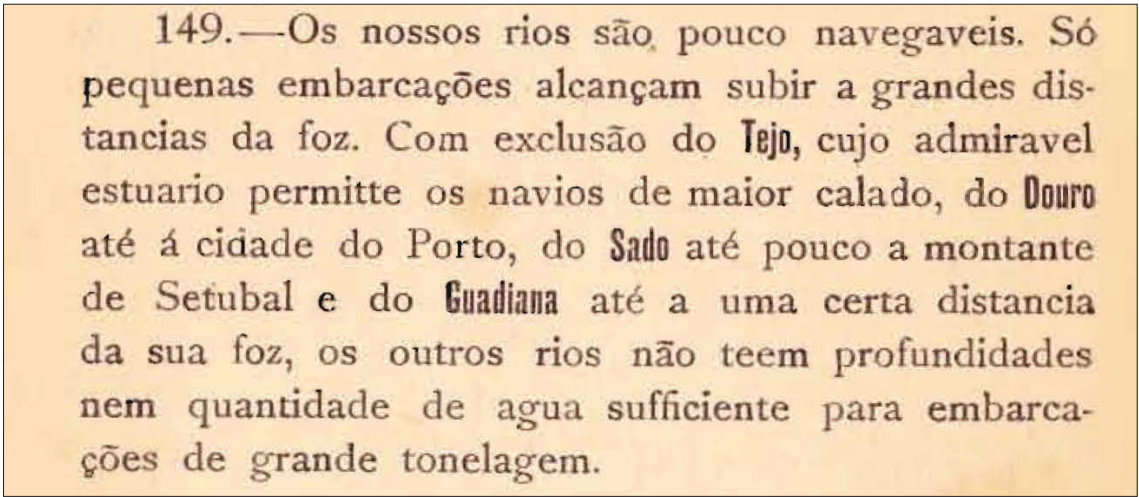 149.—Os nossos rios são pouco navegaveis. Só
pequenas embarcações alcançam subir a grandes dis-
tancias da foz. Com exclusão do Tejo, cujo admiravel
estuario permitte os navios de maior calado, do Douro
até á cidade do Porto, do Sado até pouco a montante
de Setubal e do Guadiana até a uma certa distancia
da sua foz, os outros rios não teem profundidades
nem quantidade de agua sufficiente para embarca-
ções de grande tonelagem.